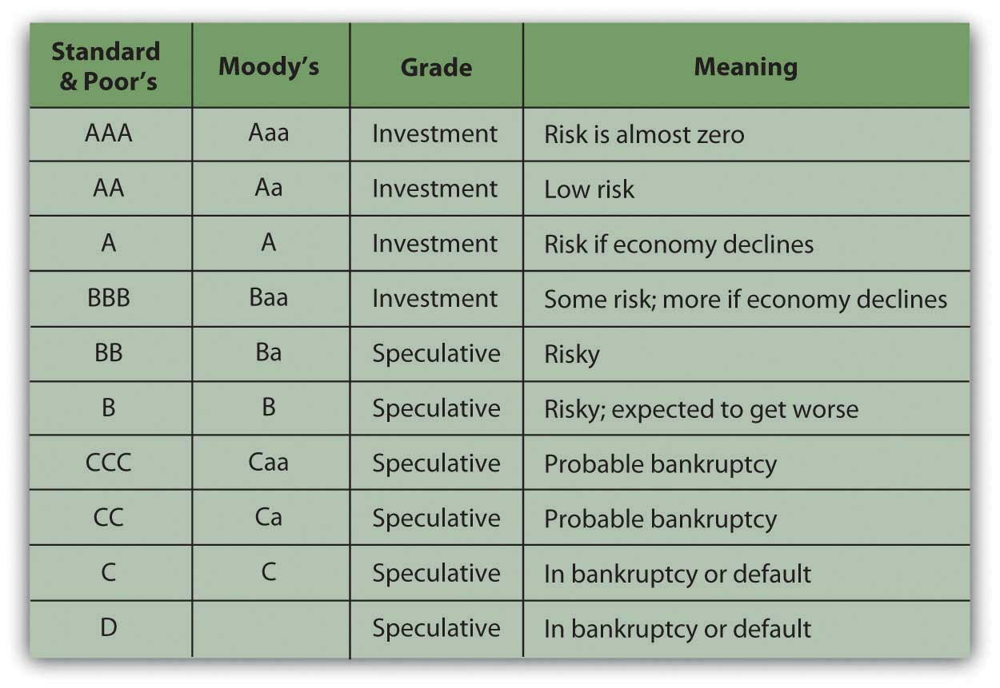 Standard & Poor's Moody's Grade Meaning
AAA Aaa Investment Risk is almost zero
AA Aa Investment Low risk
A A Investment Risk if economy declines
BBB Baa Investment Some risk; more if economy declines
BB Ba Speculative Risky
B B Speculative Risky; expected to get worse
CCC Caa Speculative Probable bankruptcy
CC Ca Speculative Probable bankruptcy
C C Speculative In bankruptcy or default
D Speculative In bankruptcy or default